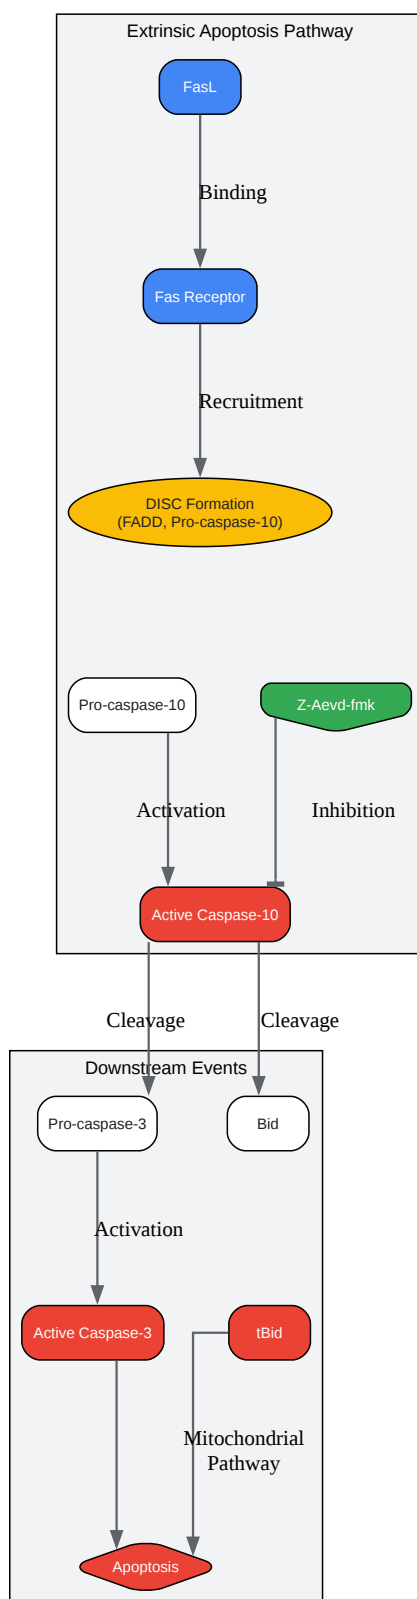 Extrinsic Apoptosis Pathway
FasL
Binding
Fas Receptor
Recruitment
DISC Formation
(FADD, Pro-caspase-10)
Pro-caspase-10
Z-Aevd-fmk
Activation
Inhibition
Active Caspase-10
Cleavage
Cleavage
Downstream Events
Pro-caspase-3
Bid
Activation
Active Caspase-3
tBid
Mitochondrial
Pathway
Apoptosis